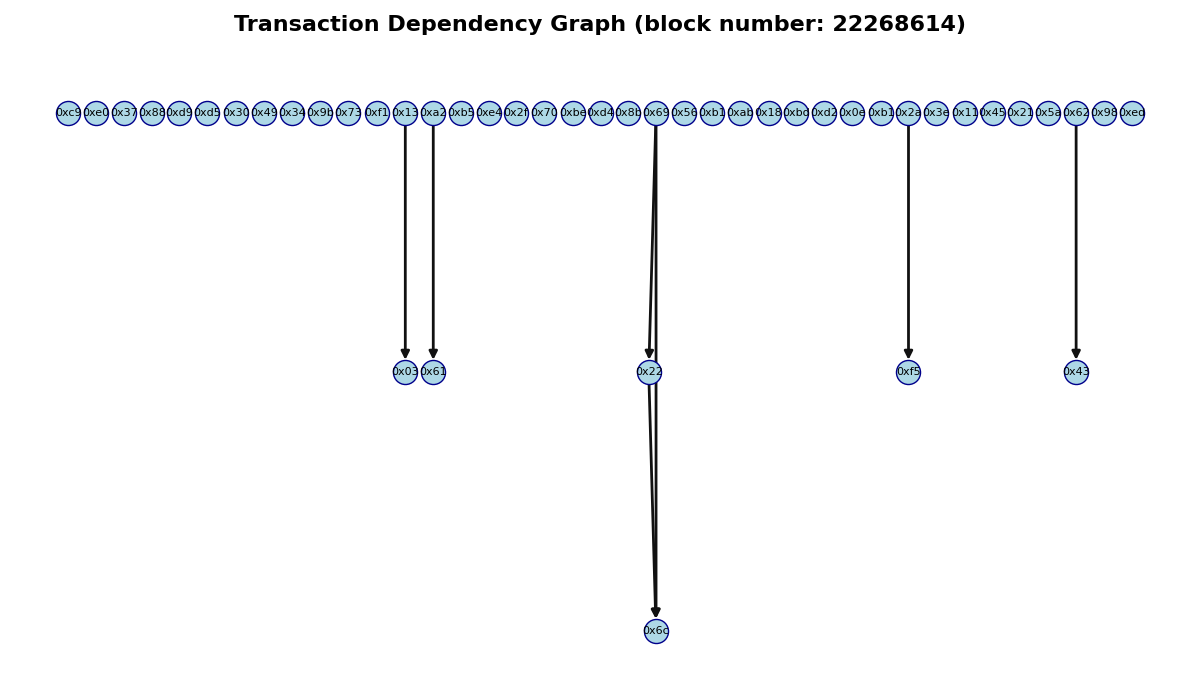 Transaction Dependency Graph (block number: 22268614)
0xc9 0xe0 0x37 0x88 0xd9 0xd5 0x30 0x49 0x34 0x9b 0x73 0xf1 0x13 0xa2 0xb5 0xe4 0x2f 0x70 0xbe 0xd4 0x8b 0x69 0x56 0xb1 0xab 0x18 0xbd 0xd2 0x0e 0xb1 0x2a 0x3e 0x11 0x45 0x21 0x5a 0x62 0x98 0xed
0x03 0x61 0x22 0xf5 0x43
0x6c